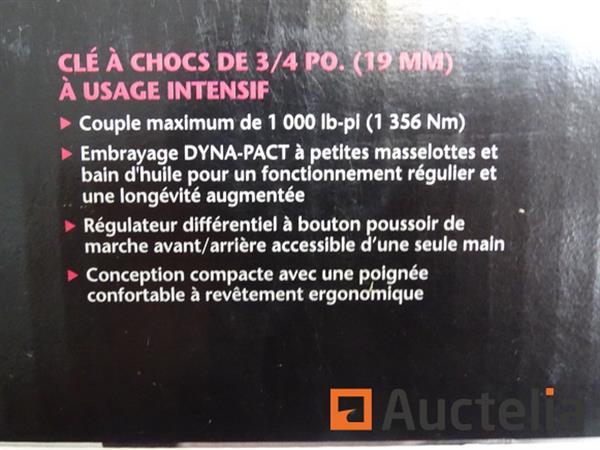 CLÉ À CHOCS DE 3/4 PO. (19 MM)
À USAGE INTENSIF
▶ Couple maximum de 1 000 lb-pi (1 356 Nm)
▶ Embrayage DYNA-PACT à petites masselottes et
bain d'huile pour un fonctionnement régulier et
une longévité augmentée
▶ Régulateur différentiel à bouton poussoir de
marche avant/arrière accessible d'une seule main
▶ Conception compacte avec une poignée
confortable à revêtement ergonomique
Auctelia